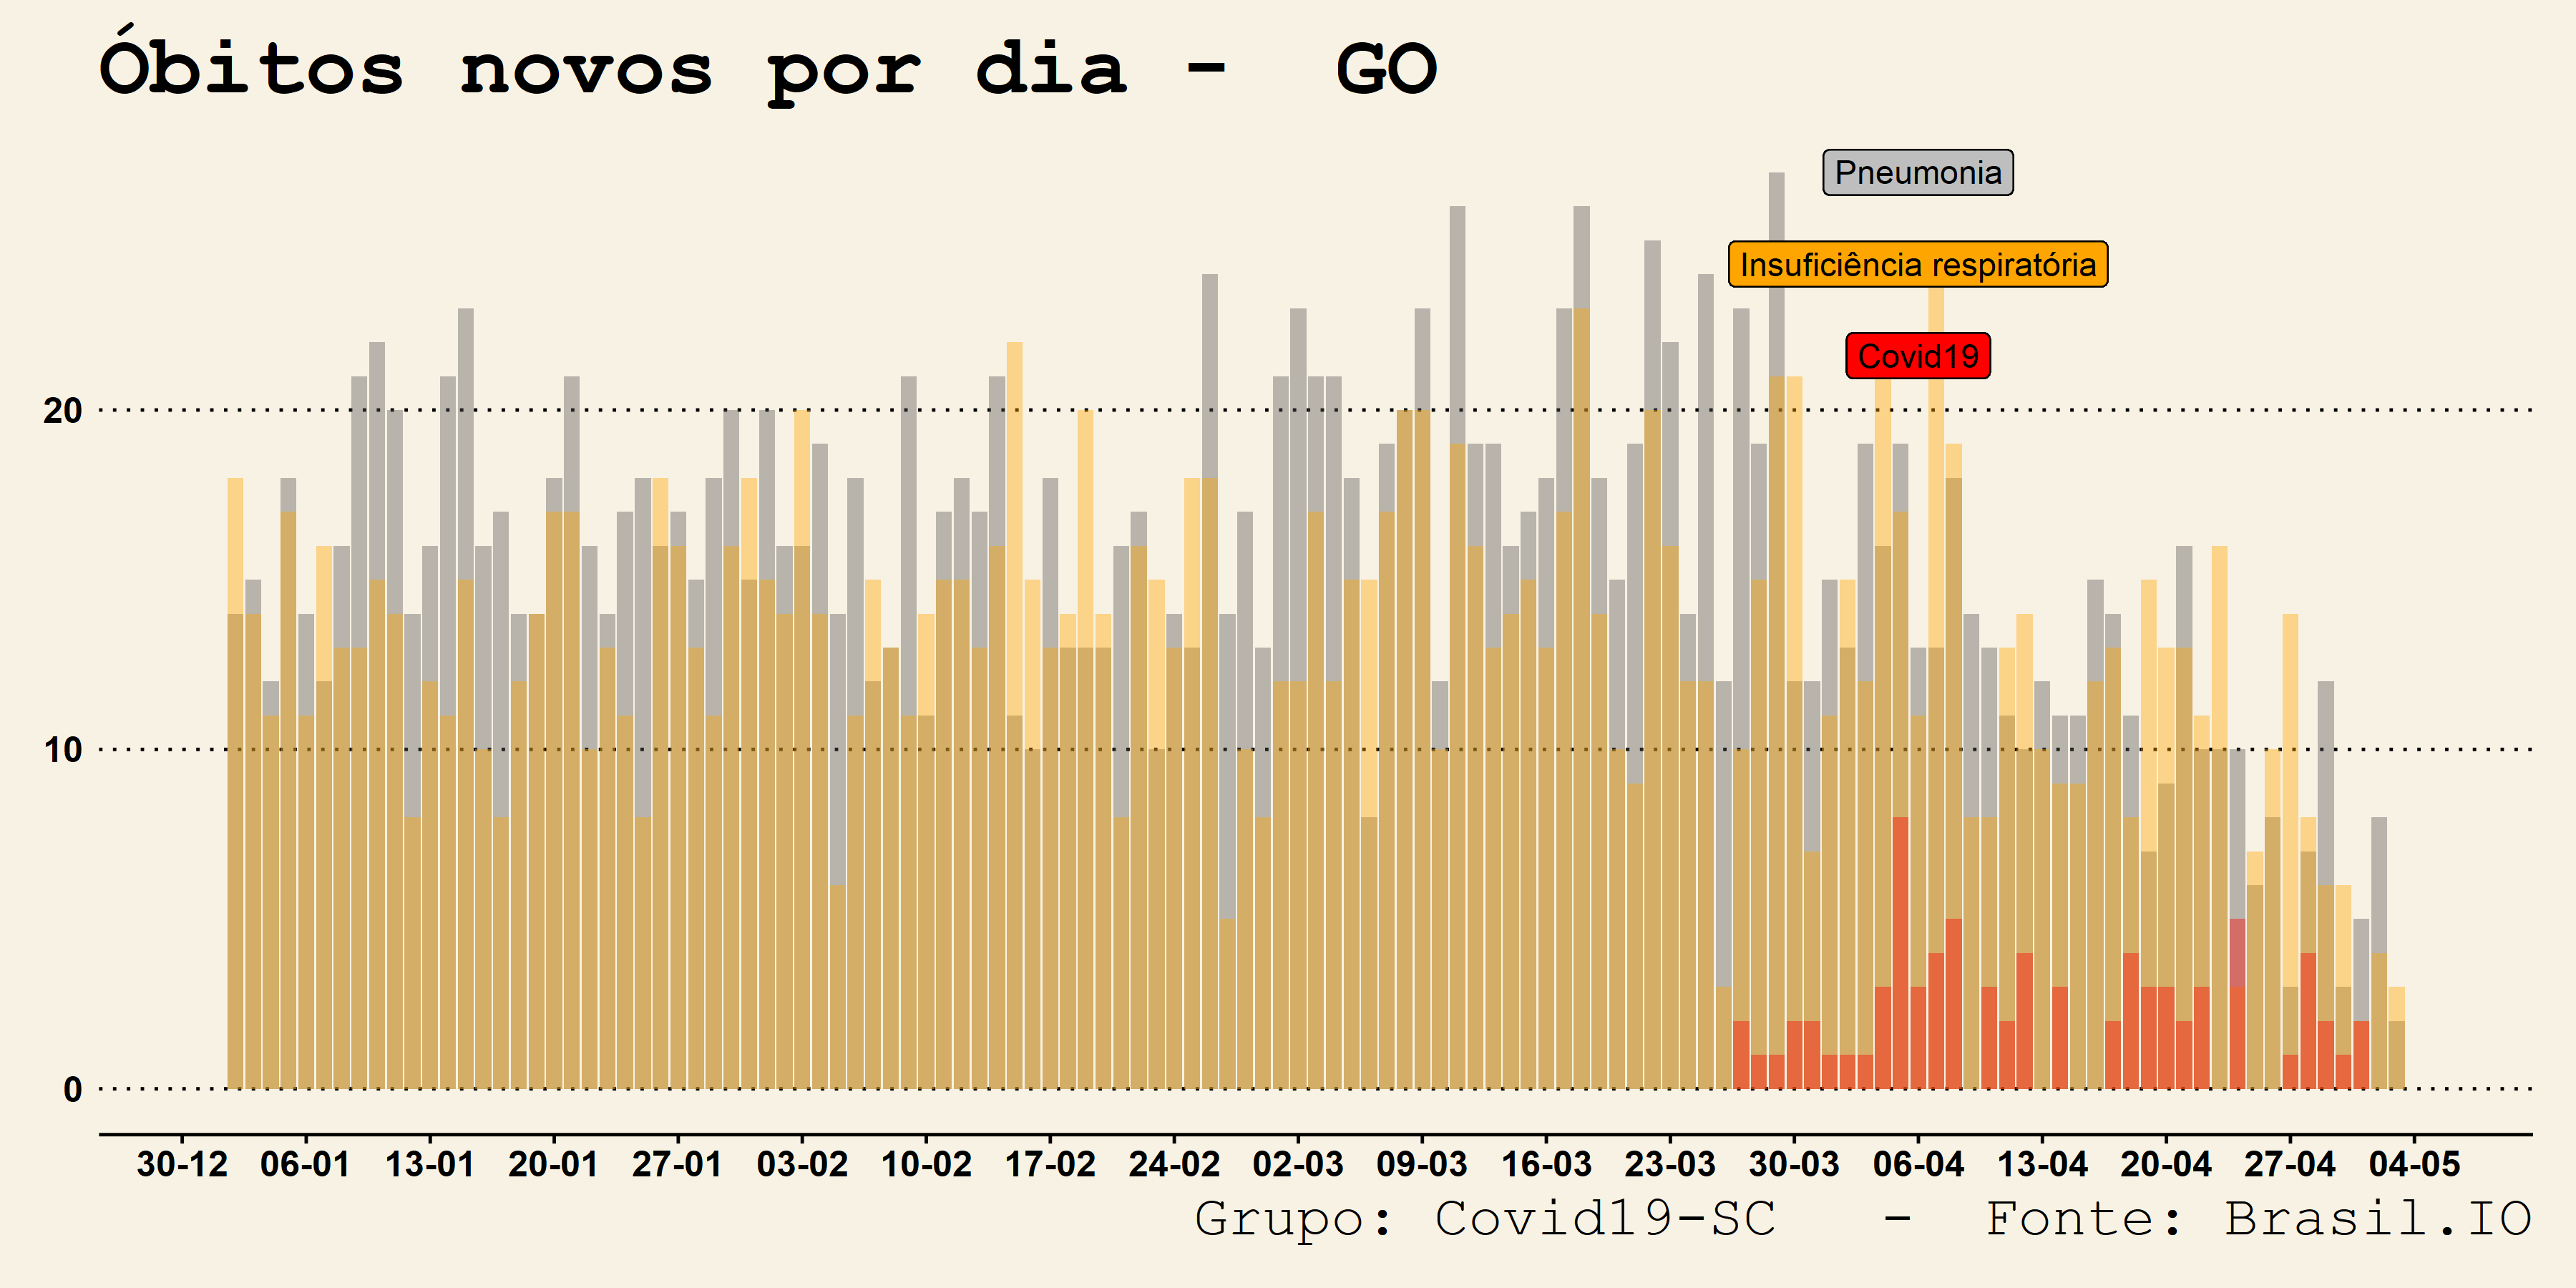 Óbitos novos por dia -  GO
Pneumonia
Insuficiência respiratória
Covid19
20
10
0
30-12 06-01 13-01 20-01 27-01 03-02 10-02 17-02 24-02 02-03 09-03 16-03 23-03 30-03 06-04 13-04 20-04 27-04 04-05
Grupo: Covid19-SC  -  Fonte: Brasil.IO